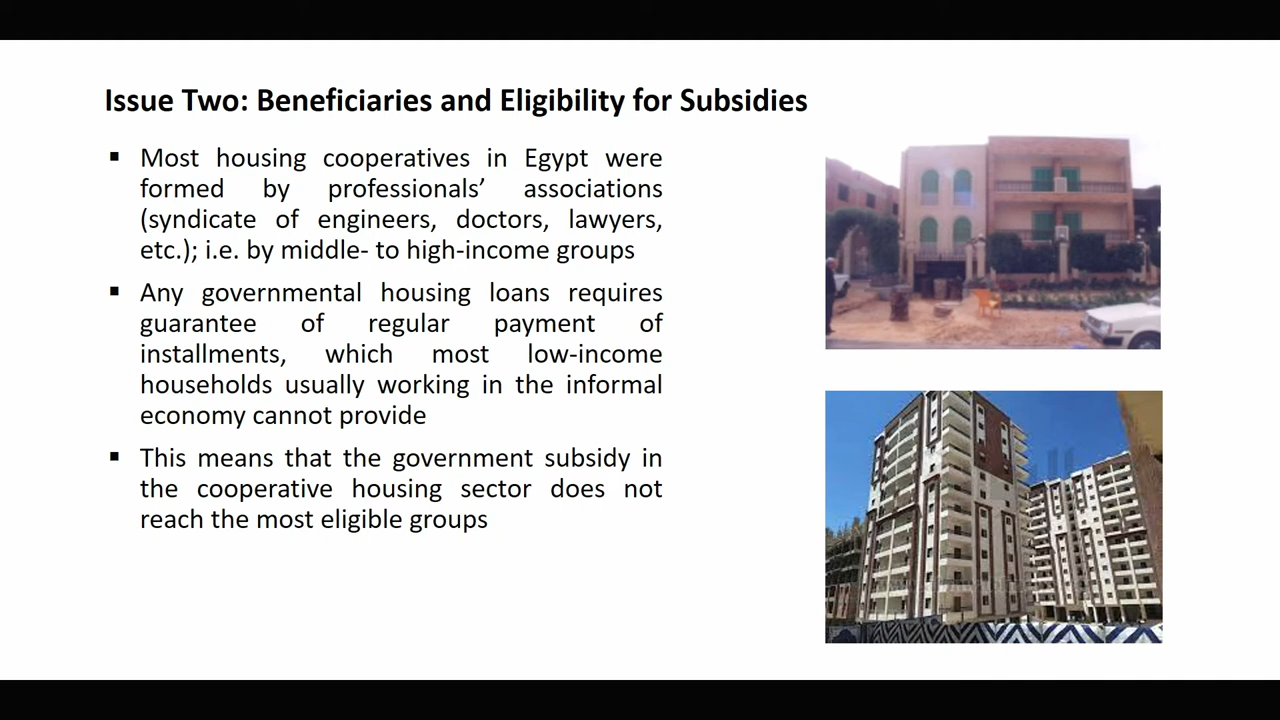 Issue Two: Beneficiaries and Eligibility for Subsidies
▪ Most housing cooperatives in Egypt were
formed by professionals’ associations
(syndicate of engineers, doctors, lawyers,
etc.); i.e. by middle- to high-income groups
▪ Any governmental housing loans requires
guarantee of regular payment of
installments, which most low-income
households usually working in the informal
economy cannot provide
▪ This means that the government subsidy in
the cooperative housing sector does not
reach the most eligible groups